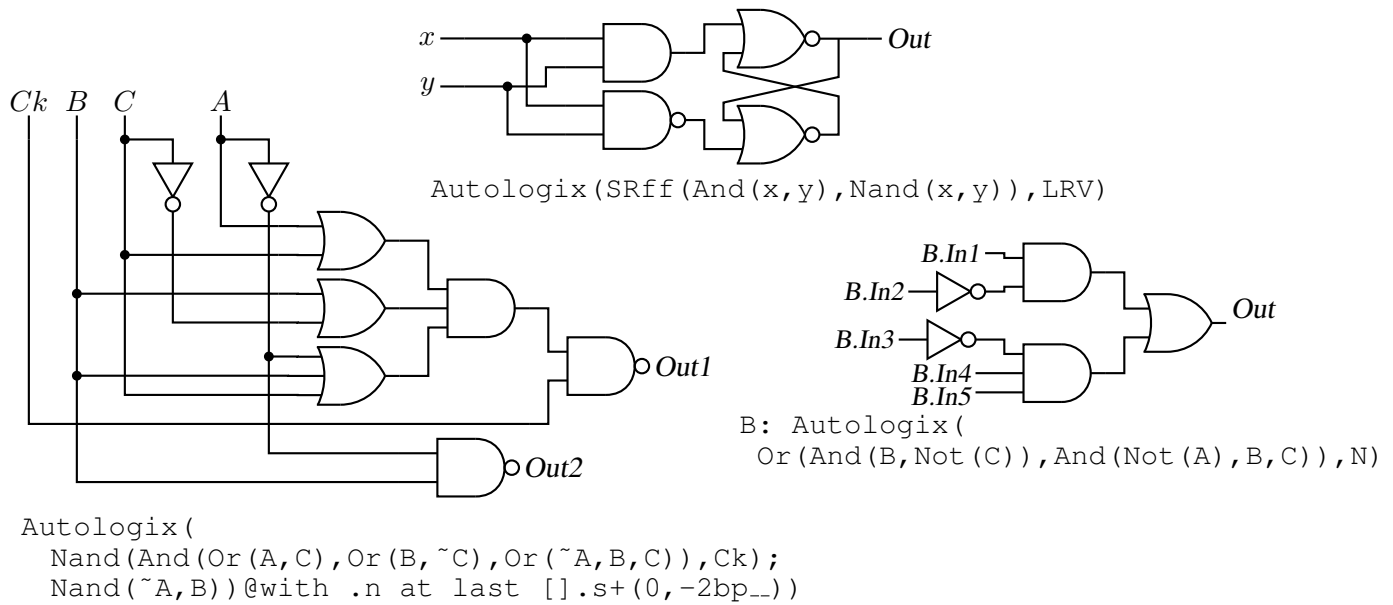 x
Out
y
Ck B C A
Autologix(SRff(And(x,y),Nand(x,y)),LRV)
B.In1
B.In2
Out
B.In3
B.In4
B.In5
Out1
B: Autologix(
Or(And(B,Not(C)),And(Not(A),B,C)),N)
Out2
Autologix(
Nand(And(Or(A,C),Or(B,~C),Or(~A,B,C)),Ck);
Nand(~A,B))@with .n at last [].s+(0,-2bp__))